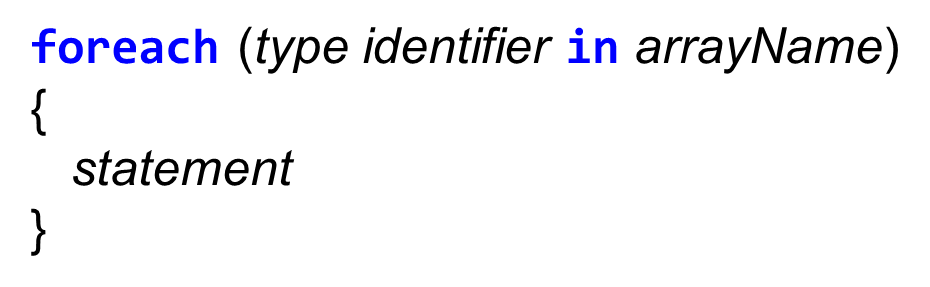 foreach (type identifier in arrayName)
{
statement
}